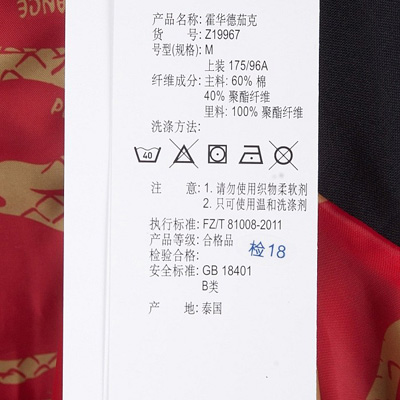 ANCE
产品名称: 霍华德茄克
货 号: Z19967
号型(规格): M
上装 175/96A
纤维成分: 主料: 60% 棉
40% 聚酯纤维
里料: 100% 聚酯纤维
洗涤方法:
40
注 意: 1. 请勿使用织物柔软剂
2. 只可使用温和洗涤剂
执行标准: FZ/T 81008-2011
产品等级: 合格品
检验合格: 检18
安全标准: GB 18401
B类
产 地: 泰国